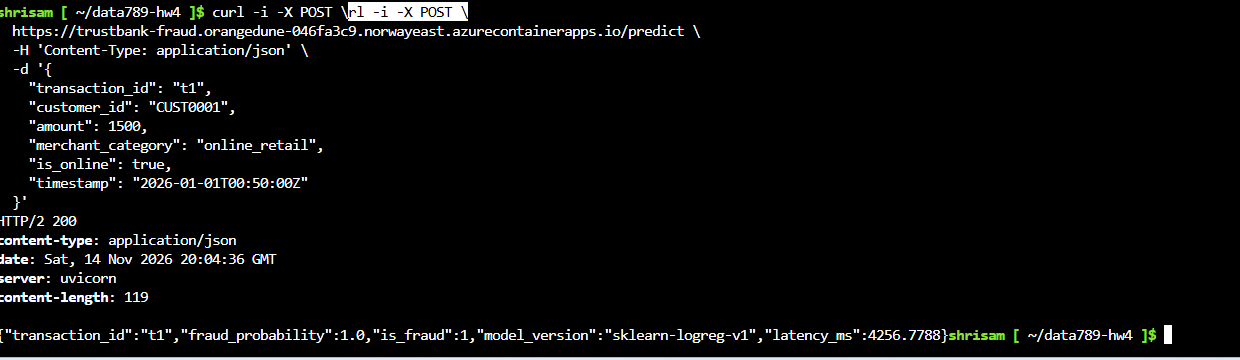 shrisam [ ~/data789-hw4 ]$ curl -i -X POST \rl -i -X POST \
  https://trustbank-fraud.orangedune-046fa3c9.norwayeast.azurecontainerapps.io/predict \
  -H 'Content-Type: application/json' \
  -d '{
    "transaction_id": "t1",
    "customer_id": "CUST0001",
    "amount": 1500,
    "merchant_category": "online_retail",
    "is_online": true,
    "timestamp": "2026-01-01T00:50:00Z"
  }'
HTTP/2 200
content-type: application/json
date: Sat, 14 Nov 2026 20:04:36 GMT
server: uvicorn
content-length: 119

{"transaction_id":"t1","fraud_probability":1.0,"is_fraud":1,"model_version":"sklearn-logreg-v1","latency_ms":4256.7788}shrisam [ ~/data789-hw4 ]$